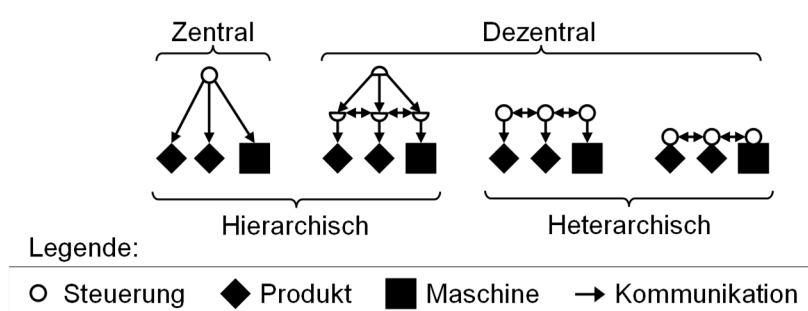 Zentral Dezentral
Hierarchisch Heterarchisch
Legende:
Steuerung Produkt Maschine Kommunikation